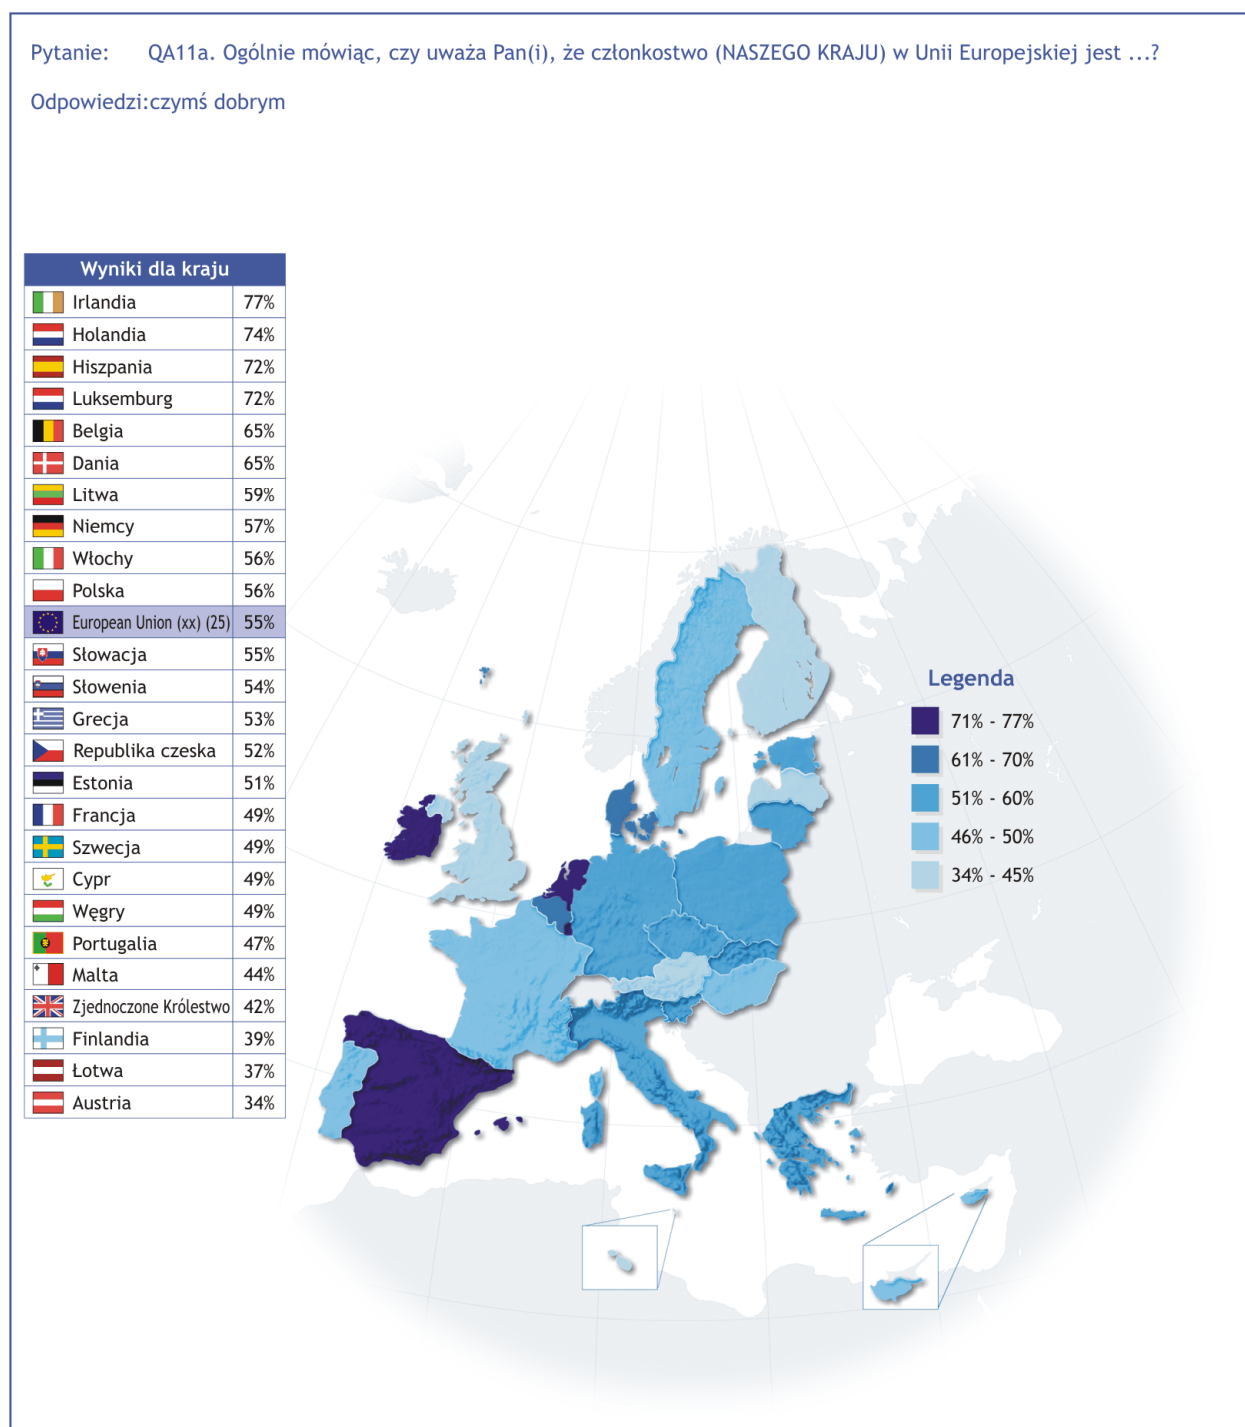 Pytanie: QA11a. Ogólnie mówiąc, czy uważa Pan(i), że członkostwo (NASZEGO KRAJU) w Unii Europejskiej jest ...?
Odpowiedzi:czymś dobrym
Wyniki dla kraju
Irlandia 77%
Holandia 74%
Hiszpania 72%
Luksemburg 72%
Belgia 65%
Dania 65%
Litwa 59%
Niemcy 57%
Włochy 56%
Polska 56%
European Union (xx) (25) 55%
Słowacja 55%
Słowenia 54%
Grecja 53%
Republika czeska 52%
Estonia 51%
Francja 49%
Szwecja 49%
Cypr 49%
Węgry 49%
Portugalia 47%
Malta 44%
Zjednoczone Królestwo 42%
Finlandia 39%
Łotwa 37%
Austria 34%
Legenda
71% - 77%
61% - 70%
51% - 60%
46% - 50%
34% - 45%